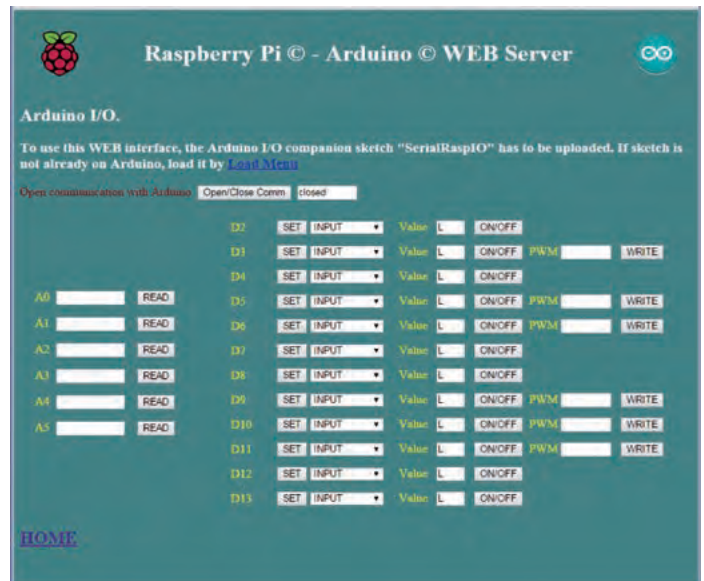 Raspberry Pi © - Arduino © WEB Server
Arduino I/O.
To use this WEB interface, the Arduino I/O companion sketch "SerialRaspIO" has to be uploaded. If sketch is
not already on Arduino, load it by Load Menu
Open communication with Arduino Open/Close Comm closed
D2 SET INPUT Value L ON/OFF
D3 SET INPUT Value L ON/OFF PWM WRITE
D4 SET INPUT Value L ON/OFF
A0 READ D5 SET INPUT Value L ON/OFF PWM WRITE
A1 READ D6 SET INPUT Value L ON/OFF PWM WRITE
A2 READ D7 SET INPUT Value L ON/OFF
A3 READ D8 SET INPUT Value L ON/OFF
A4 READ D9 SET INPUT Value L ON/OFF PWM WRITE
A5 READ D10 SET INPUT Value L ON/OFF PWM WRITE
D11 SET INPUT Value L ON/OFF PWM WRITE
D12 SET INPUT Value L ON/OFF
D13 SET INPUT Value L ON/OFF
HOME